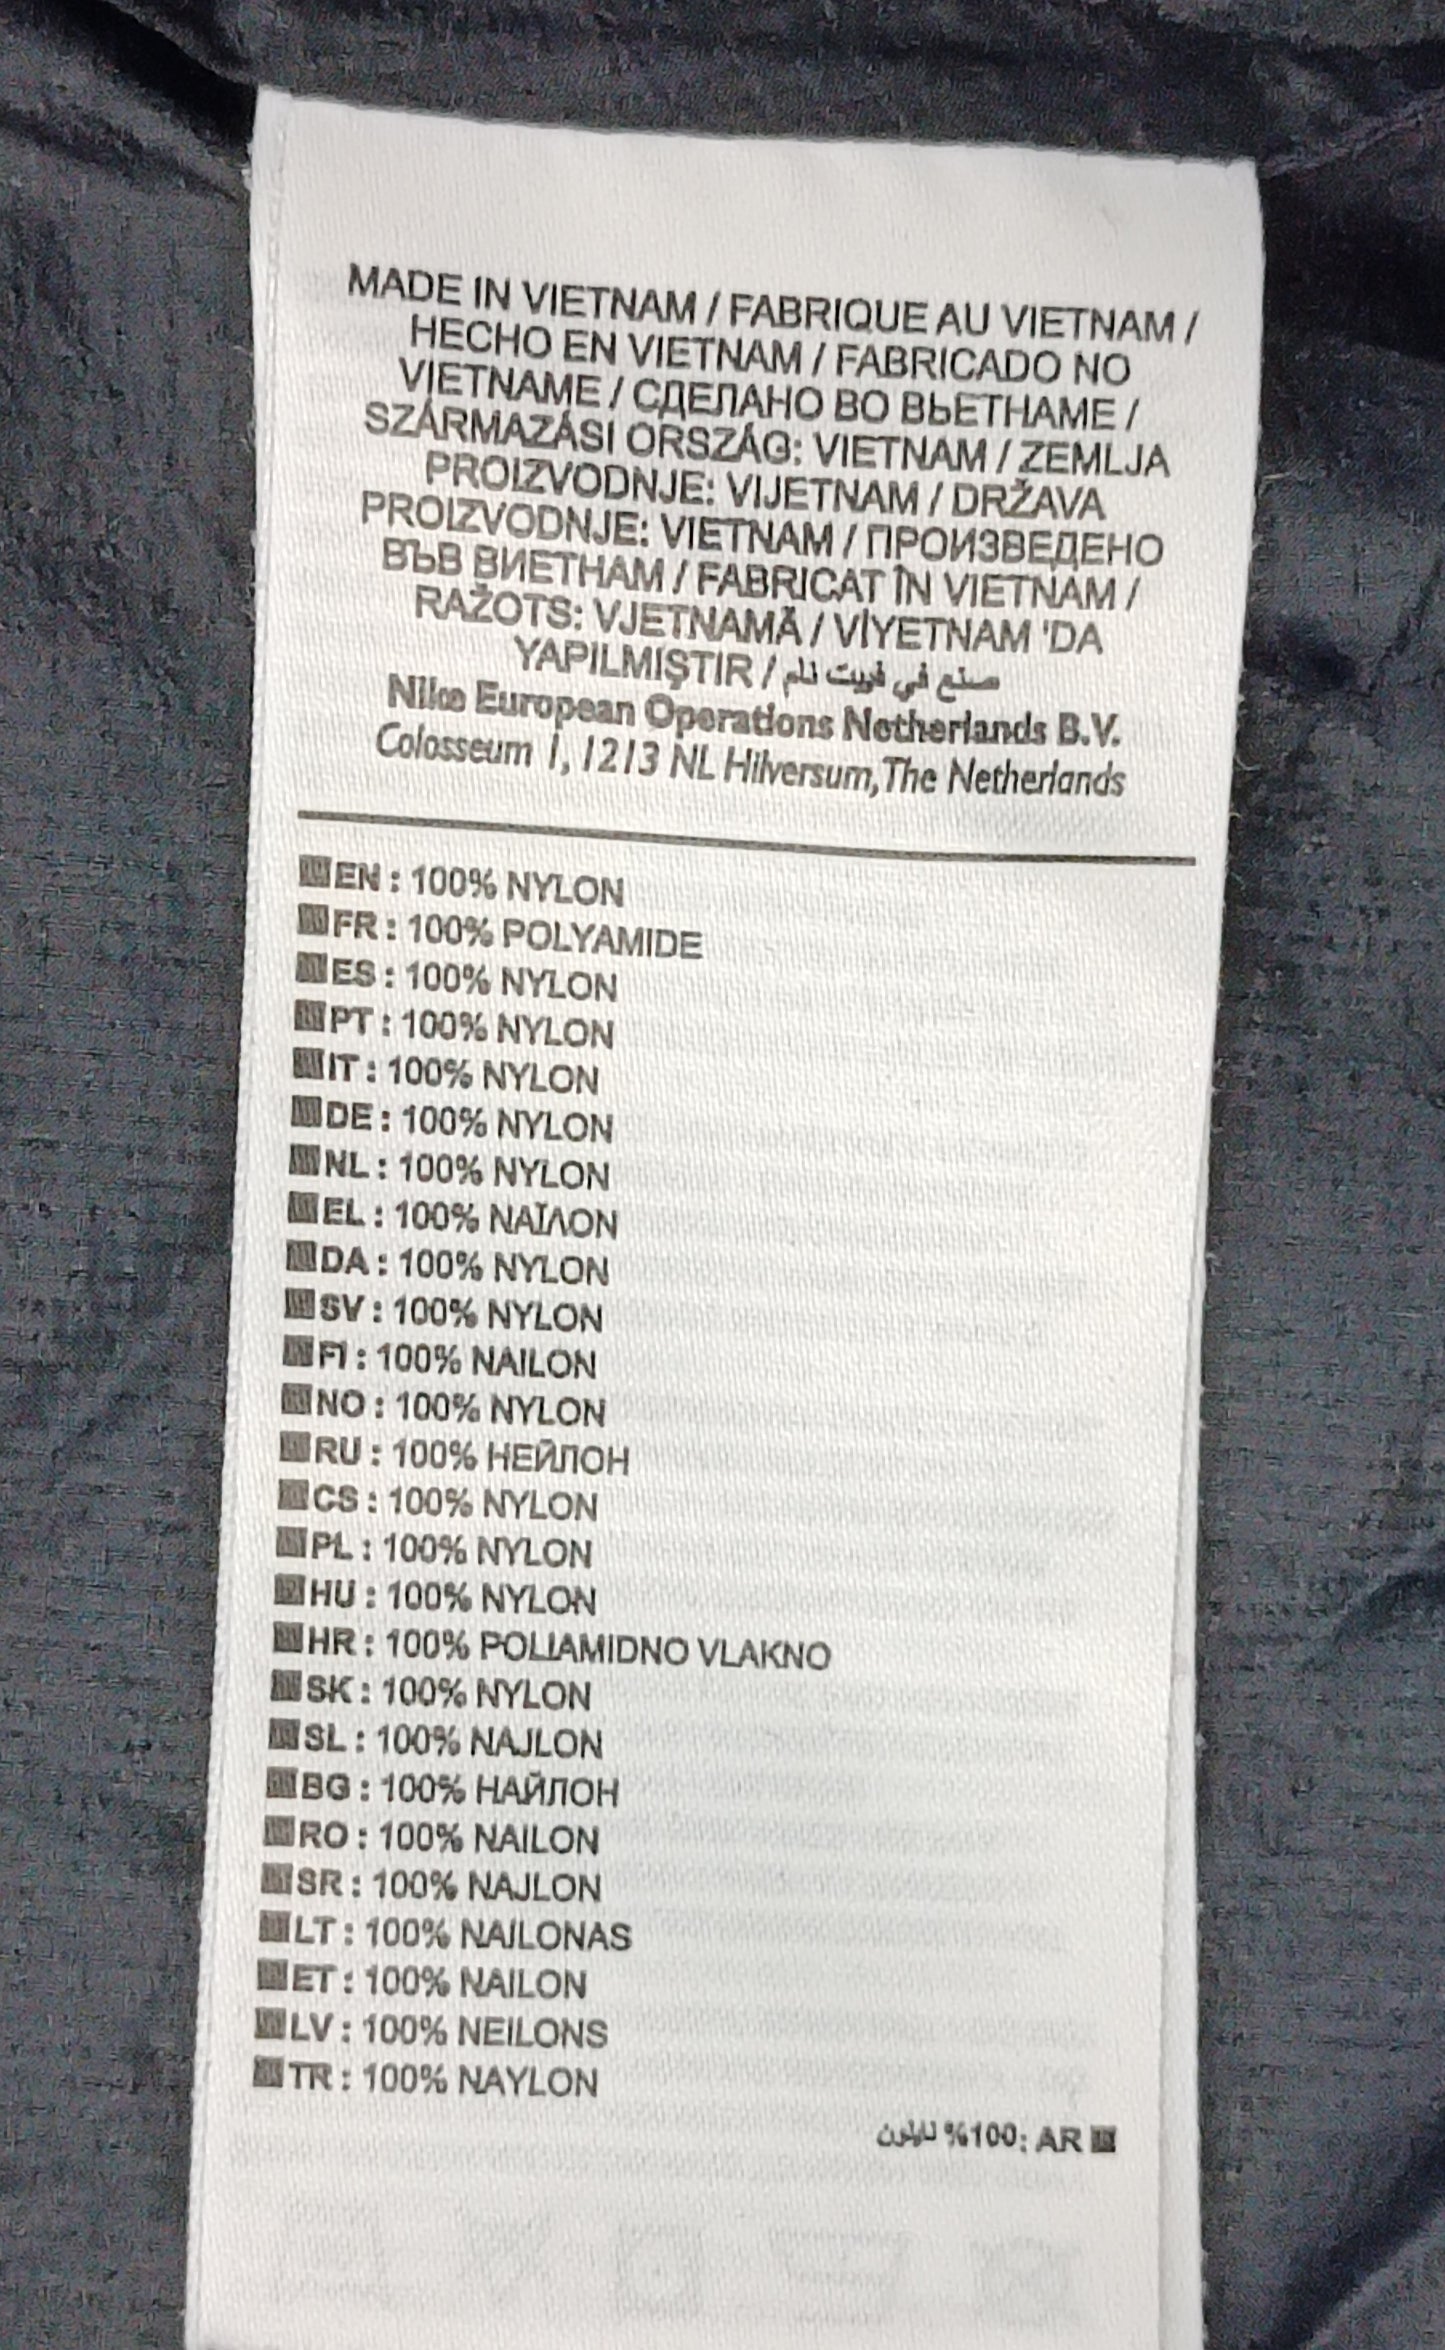 MADE IN VIETNAM / FABRIQUE AU VIETNAM /
HECHO EN VIETNAM / FABRICADO NO
VIETNAME / СДЕЛАНО ВО ВЬЕТНАМЕ /
SZÁRMAZÁSI ORSZÁG: VIETNAM / ZEMLJA
PROIZVODNJE: VIJETNAM / DRŽAVA
PROIZVODNJE: VIETNAM / ПРОИЗВЕДЕНО
ВЪВ ВИЕТНАМ / FABRICAT ÎN VIETNAM /
RAŽOTS: VJETNAMĀ / VİYETNAM 'DA
YAPILMIŞTIR / صنع في فييت نام
Nike European Operations Netherlands B.V.
Colosseum 1, 1213 NL Hilversum, The Netherlands
EN : 100% NYLON
FR : 100% POLYAMIDE
ES : 100% NYLON
PT : 100% NYLON
IT : 100% NYLON
DE : 100% NYLON
NL : 100% NYLON
EL : 100% ΝΑΪΛΟΝ
DA : 100% NYLON
SV : 100% NYLON
FI : 100% NAILON
NO : 100% NYLON
RU : 100% НЕЙЛОН
CS : 100% NYLON
PL : 100% NYLON
HU : 100% NYLON
HR : 100% POLIAMIDNO VLAKNO
SK : 100% NYLON
SL : 100% NAJLON
BG : 100% НАЙЛОН
RO : 100% NAILON
SR : 100% NAJLON
LT : 100% NAILONAS
ET : 100% NAILON
LV : 100% NEILONS
TR : 100% NAYLON
AR :100% نايلون